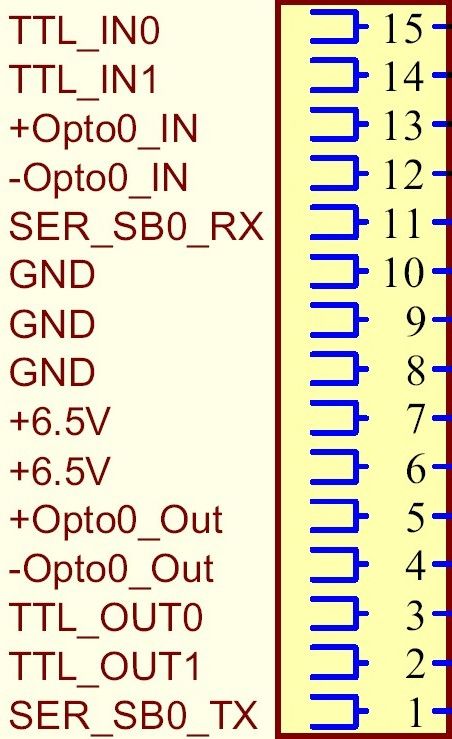 TTL_IN0 15
TTL_IN1 14
+Opto0_IN 13
-Opto0_IN 12
SER_SB0_RX 11
GND 10
GND 9
GND 8
+6.5V 7
+6.5V 6
+Opto0_Out 5
-Opto0_Out 4
TTL_OUT0 3
TTL_OUT1 2
SER_SB0_TX 1